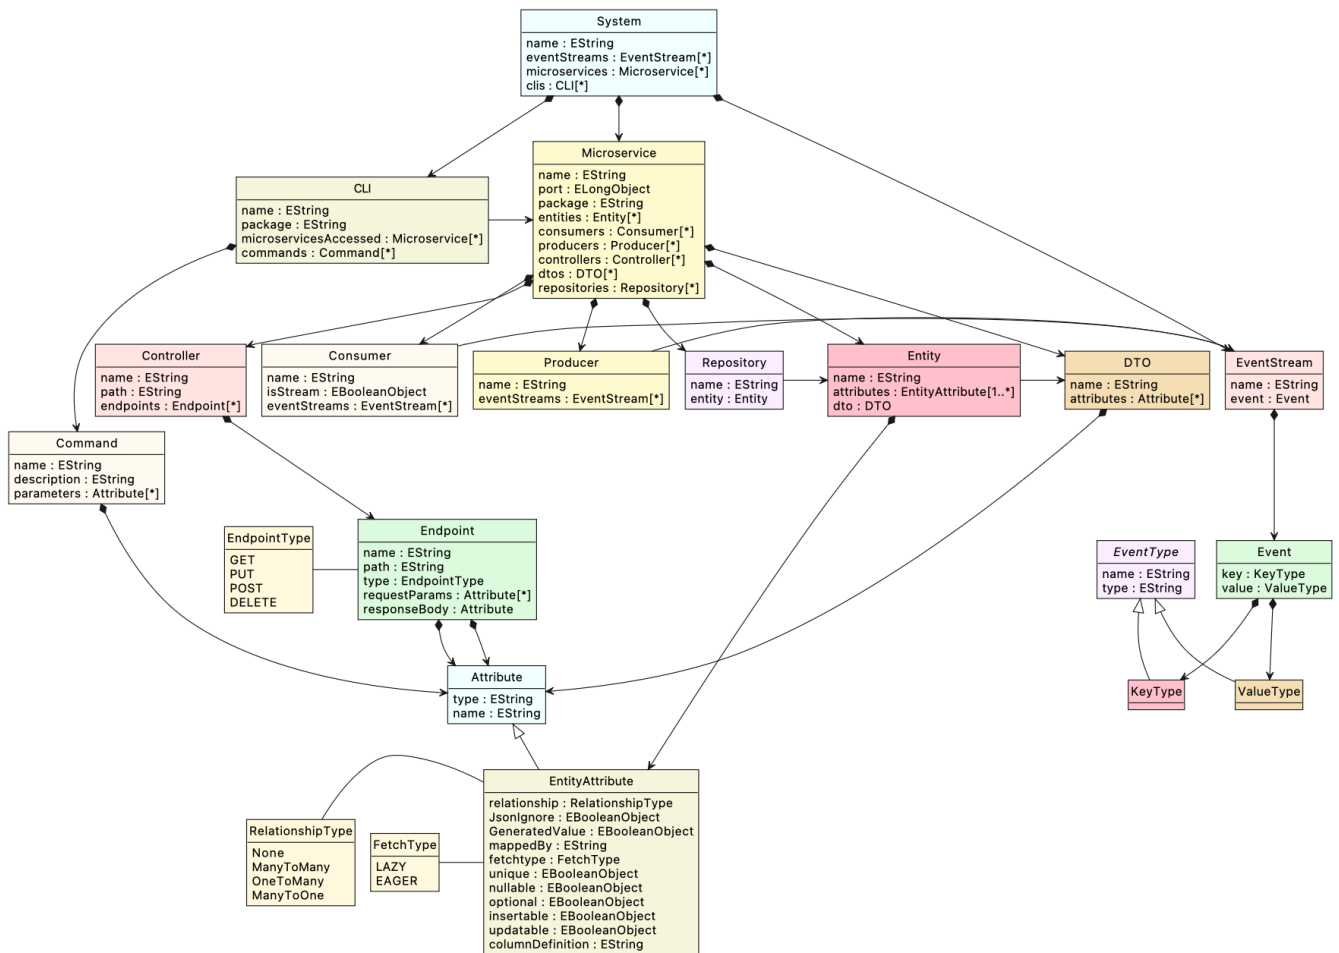 System
name : EString
eventStreams : EventStream[*]
microservices : Microservice[*]
clis : CLI[*]
Microservice
name : EString
port : ELongObject
package : EString
entities : Entity[*]
consumers : Consumer[*]
producers : Producer[*]
controllers : Controller[*]
dtos : DTO[*]
repositories : Repository[*]
CLI
name : EString
package : EString
microservicesAccessed : Microservice[*]
commands : Command[*]
Controller
name : EString
path : EString
endpoints : Endpoint[*]
Consumer
name : EString
isStream : EBooleanObject
eventStreams : EventStream[*]
Producer
name : EString
eventStreams : EventStream[*]
Repository
name : EString
entity : Entity
Entity
name : EString
attributes : EntityAttribute[1..*]
dto : DTO
DTO
name : EString
attributes : Attribute[*]
EventStream
name : EString
event : Event
Command
name : EString
description : EString
parameters : Attribute[*]
EndpointType
GET
PUT
POST
DELETE
Endpoint
name : EString
path : EString
type : EndpointType
requestParams : Attribute[*]
responseBody : Attribute
EventType
name : EString
type : EString
Event
key : KeyType
value : ValueType
Attribute
type : EString
name : EString
KeyType
ValueType
EntityAttribute
relationship : RelationshipType
JsonIgnore : EBooleanObject
GeneratedValue : EBooleanObject
mappedBy : EString
fetchtype : FetchType
unique : EBooleanObject
nullable : EBooleanObject
optional : EBooleanObject
insertable : EBooleanObject
updatable : EBooleanObject
columnDefinition : EString
RelationshipType
None
ManyToMany
OneToMany
ManyToOne
FetchType
LAZY
EAGER